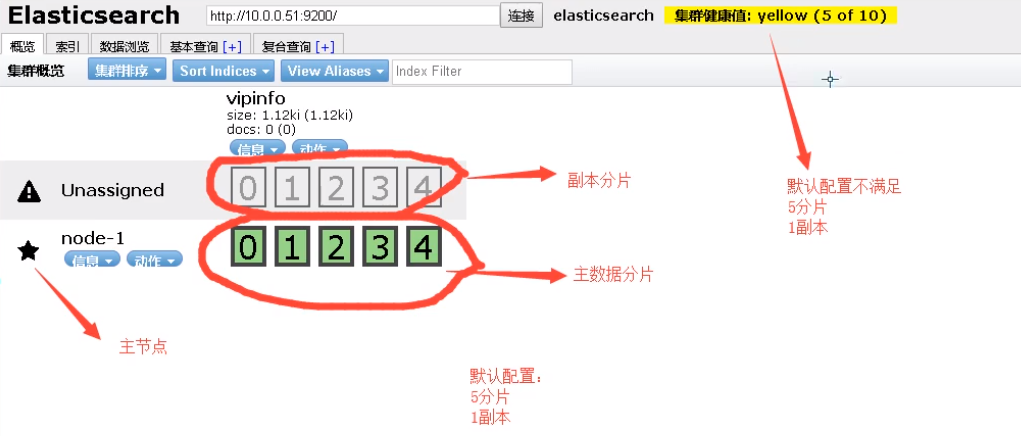 Elasticsearch
http://10.0.0.51:9200/
连接
elasticsearch
集群健康值: yellow (5 of 10)
概览
索引
数据浏览
基本查询 [+]
复合查询 [+]
集群概览
集群排序
Sort Indices
View Aliases
Index Filter
vipinfo
size: 1.12ki (1.12ki)
docs: 0 (0)
信息
动作
Unassigned
0 1 2 3 4
副本分片
默认配置不满足
5分片
1副本
node-1
信息
动作
0 1 2 3 4
主数据分片
主节点
默认配置：
5分片
1副本